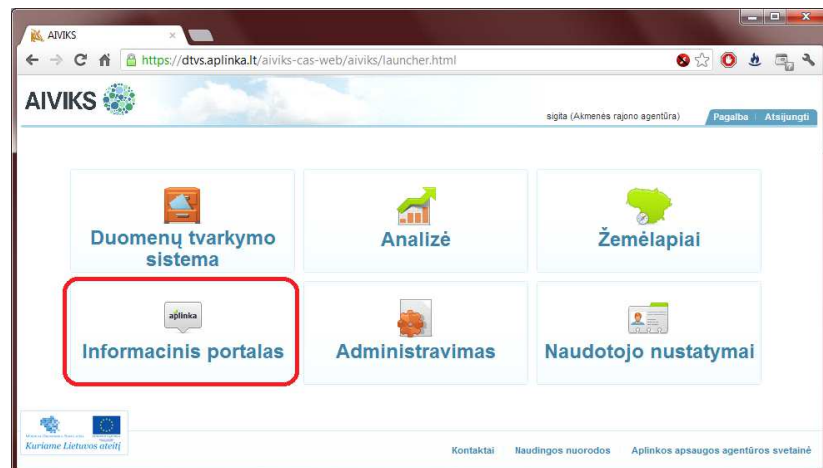 AIVIKS
https://dtvs.aplinka.lt/aiviks-cas-web/aiviks/launcher.html
AIVIKS
sigita (Akmenės rajono agentūra)
Pagalba
Atsijungti
Duomenų tvarkymo
sistema
Analizė
Žemėlapiai
aplinka
Informacinis portalas
Administravimas
Naudotojo nustatymai
Kuriame Lietuvos ateitį
Kontaktai
Naudingos nuorodos
Aplinkos apsaugos agentūros svetainė